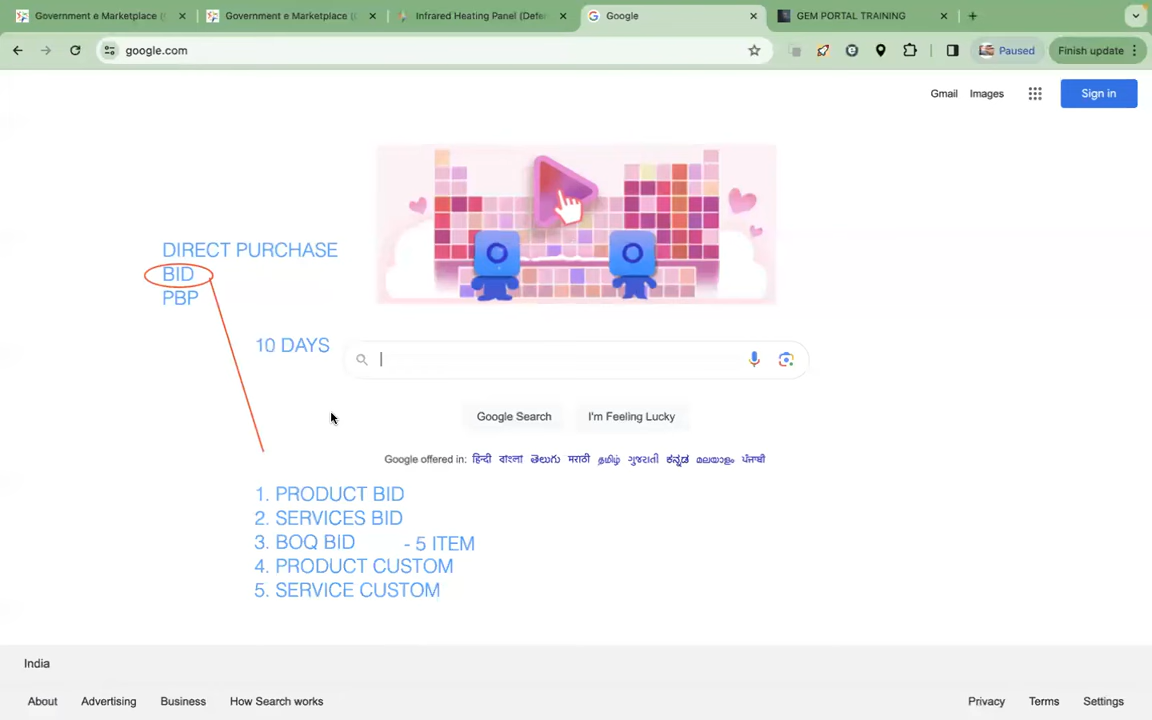 Government e Marketplace (
Government e Marketplace (
Infrared Heating Panel (Defen
Google
GEM PORTAL TRAINING
google.com
Paused
Finish update
Gmail
Images
Sign in
DIRECT PURCHASE
BID
PBP
10 DAYS
Google Search
I'm Feeling Lucky
Google offered in: हिन्दी বাংলা తెలుగు मराठी தமிழ் ગુજરાતી ಕನ್ನಡ മലയാളം ਪੰਜਾਬੀ
1. PRODUCT BID
2. SERVICES BID
3. BOQ BID - 5 ITEM
4. PRODUCT CUSTOM
5. SERVICE CUSTOM
India
About
Advertising
Business
How Search works
Privacy
Terms
Settings